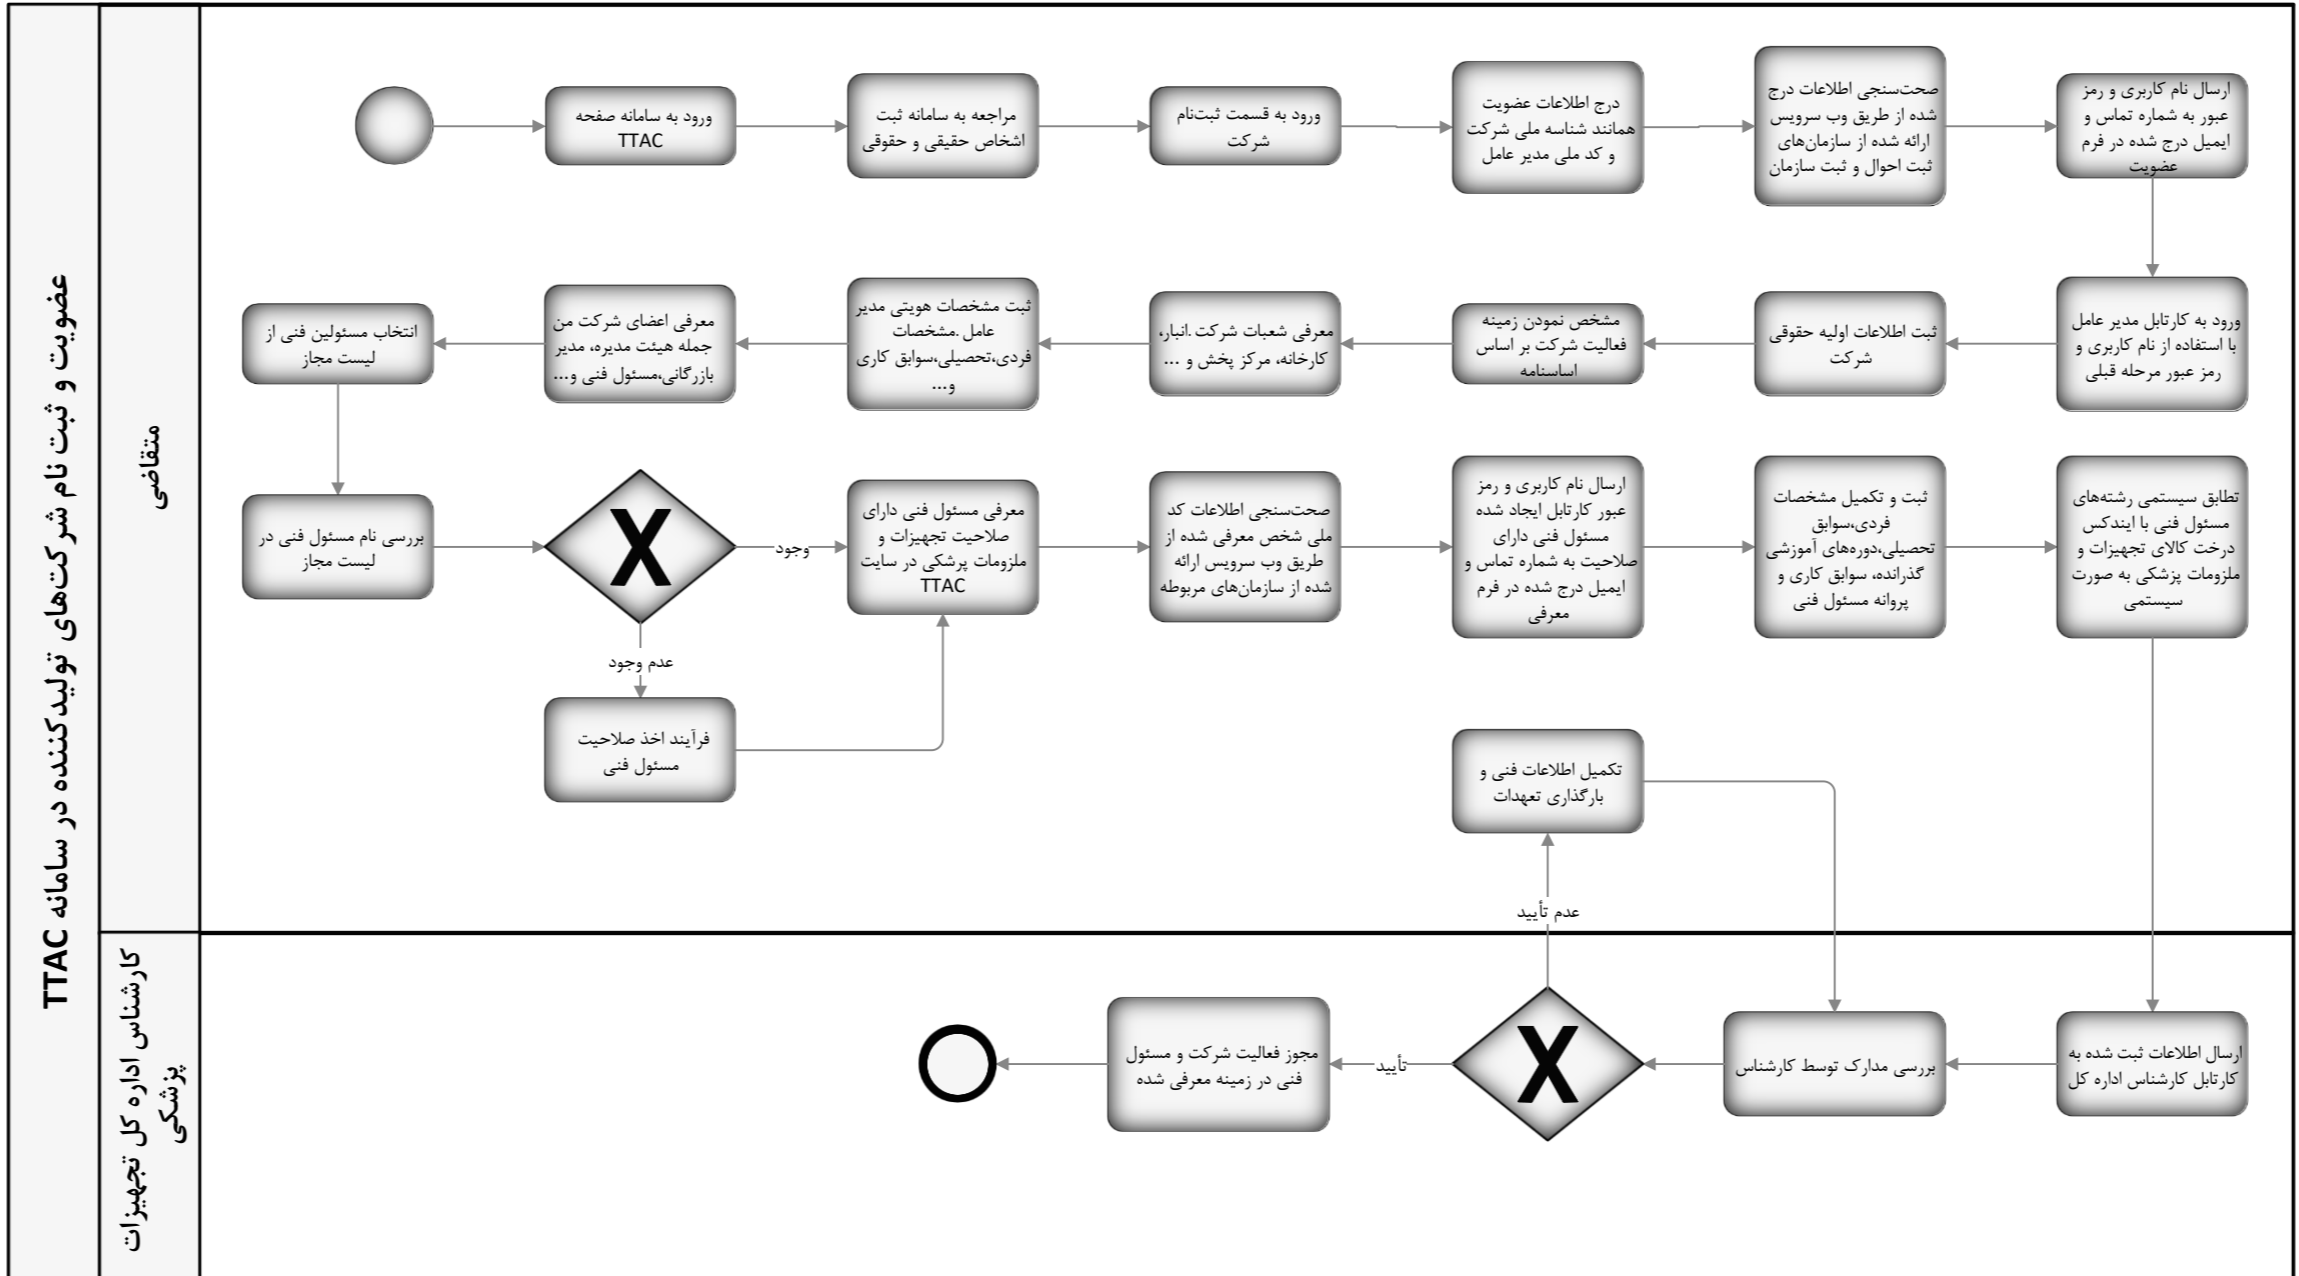 عضویت و ثبت نام شرکت‌های تولیدکننده در سامانه TTAC
متقاضی
ورود به سامانه صفحه
TTAC
مراجعه به سامانه ثبت
اشخاص حقیقی و حقوقی
ورود به قسمت ثبت‌نام
شرکت
درج اطلاعات عضویت
همانند شناسه ملی شرکت
و کد ملی مدیر عامل
صحت‌سنجی اطلاعات درج
شده از طریق وب سرویس
ارائه شده از سازمان‌های
ثبت احوال و ثبت سازمان
ارسال نام کاربری و رمز
عبور به شماره تماس و
ایمیل درج شده در فرم
عضویت
ورود به کارتابل مدیر عامل
با استفاده از نام کاربری و
رمز عبور مرحله قبلی
ثبت اطلاعات اولیه حقوقی
شرکت
مشخص نمودن زمینه
فعالیت شرکت بر اساس
اساسنامه
معرفی شعبات شرکت .انبار،
کارخانه، مرکز پخش و ...
ثبت مشخصات هویتی مدیر
عامل .مشخصات
فردی،تحصیلی،سوابق کاری
و...
معرفی اعضای شرکت من
جمله هیئت مدیره، مدیر
بازرگانی،مسئول فنی و...
انتخاب مسئولین فنی از
لیست مجاز
بررسی نام مسئول فنی در
لیست مجاز
X
وجود
عدم وجود
فرآیند اخذ صلاحیت
مسئول فنی
معرفی مسئول فنی دارای
صلاحیت تجهیزات و
ملزومات پرشکی در سایت
TTAC
صحت‌سنجی اطلاعات کد
ملی شخص معرفی شده از
طریق وب سرویس ارائه
شده از سازمان‌های مربوطه
ارسال نام کاربری و رمز
عبور کارتابل ایجاد شده
مسئول فنی دارای
صلاحیت به شماره تماس و
ایمیل درج شده در فرم
معرفی
ثبت و تکمیل مشخصات
فردی،سوابق
تحصیلی،دوره‌های آموزشی
گذرانده، سوابق کاری و
پروانه مسئول فنی
تطابق سیستمی رشته‌های
مسئول فنی با ایندکس
درخت کالای تجهیزات و
ملزومات پزشکی به صورت
سیستمی
تکمیل اطلاعات فنی و
بارگذاری تعهدات
عدم تأیید
کارشناس اداره کل تجهیزات
پزشکی
ارسال اطلاعات ثبت شده به
کارتابل کارشناس اداره کل
بررسی مدارک توسط کارشناس
X
تأیید
مجوز فعالیت شرکت و مسئول
فنی در زمینه معرفی شده